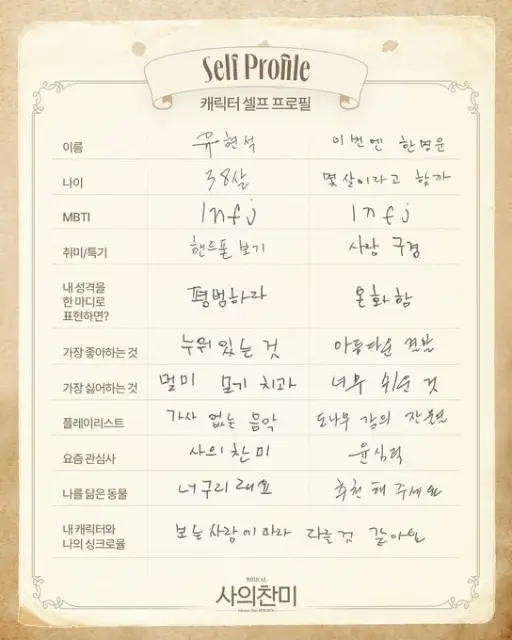 Self Profile
캐릭터 셀프 프로필
이름 유현석 이번엔 한명운
나이 38살 몇살이라고 할까
MBTI Infj Infj
취미/특기 핸드폰 보기 사람 구경
내 성격을
한 마디로
표현하면? 평범하라 온화함
가장 좋아하는 것 누워 있는 것 아름다운 결말
가장 싫어하는 것 멀미 모기 치과 너무 쉬운 것
플레이리스트 가사 없는 음악 도나우 강의 잔물결
요즘 관심사 사의 찬미 윤심덕
나를 닮은 동물 너구리래요 추천해 주세요
내 캐릭터와
나의 싱크로율 보는 사람이 따라 다를 것 같아요
MUSICAL
사의찬미